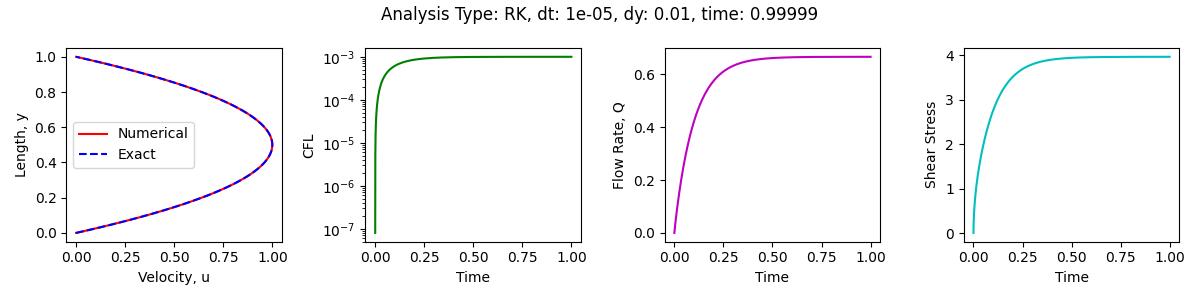 Analysis Type: RK, dt: 1e-05, dy: 0.01, time: 0.99999
Length, y
1.0
0.8
0.6
0.4
0.2
0.0
Numerical
Exact
0.00 0.25 0.50 0.75 1.00
Velocity, u
CFL
10⁻³
10⁻⁴
10⁻⁵
10⁻⁶
10⁻⁷
0.00 0.25 0.50 0.75 1.00
Time
Flow Rate, Q
0.6
0.4
0.2
0.0
0.00 0.25 0.50 0.75 1.00
Time
Shear Stress
4
3
2
1
0
0.00 0.25 0.50 0.75 1.00
Time